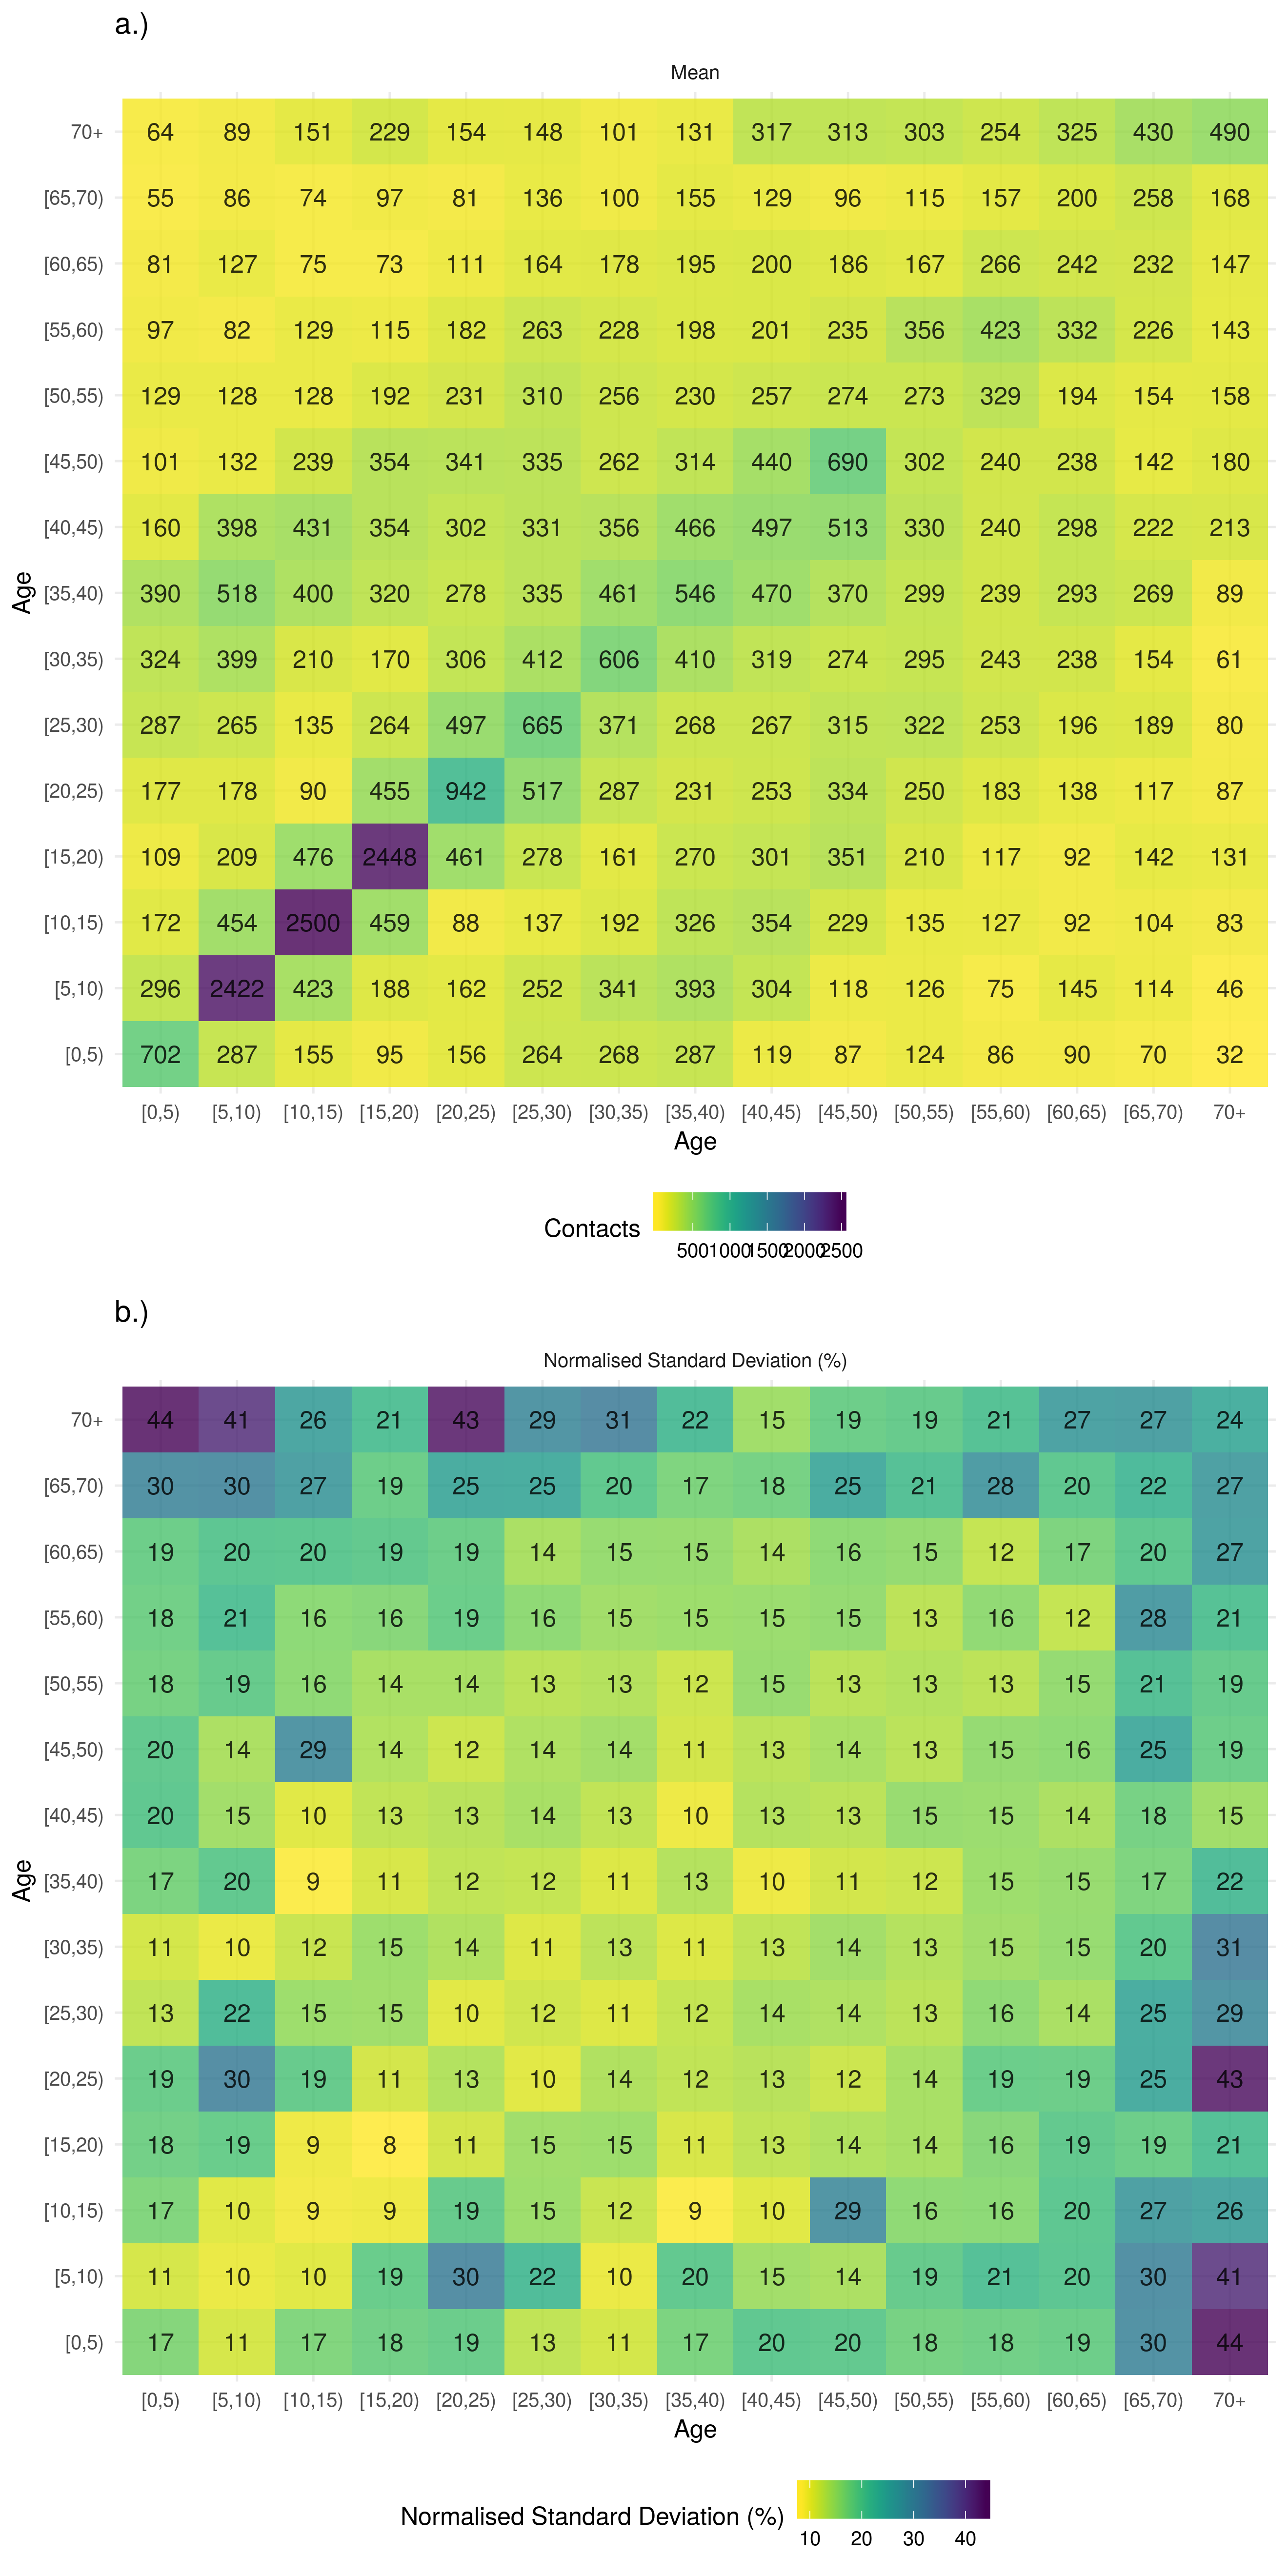 a.)
Mean
70+ 64 89 151 229 154 148 101 131 317 313 303 254 325 430 490
[65,70) 55 86 74 97 81 136 100 155 129 96 115 157 200 258 168
[60,65) 81 127 75 73 111 164 178 195 200 186 167 266 242 232 147
[55,60) 97 82 129 115 182 263 228 198 201 235 356 423 332 226 143
[50,55) 129 128 128 192 231 310 256 230 257 274 273 329 194 154 158
[45,50) 101 132 239 354 341 335 262 314 440 690 302 240 238 142 180
[40,45) 160 398 431 354 302 331 356 466 497 513 330 240 298 222 213
Age
[35,40) 390 518 400 320 278 335 461 546 470 370 299 239 293 269 89
[30,35) 324 399 210 170 306 412 606 410 319 274 295 243 238 154 61
[25,30) 287 265 135 264 497 665 371 268 267 315 322 253 196 189 80
[20,25) 177 178 90 455 942 517 287 231 253 334 250 183 138 117 87
[15,20) 109 209 476 2448 461 278 161 270 301 351 210 117 92 142 131
[10,15) 172 454 2500 459 88 137 192 326 354 229 135 127 92 104 83
[5,10) 296 2422 423 188 162 252 341 393 304 118 126 75 145 114 46
[0,5) 702 287 155 95 156 264 268 287 119 87 124 86 90 70 32
[0,5) [5,10) [10,15) [15,20) [20,25) [25,30) [30,35) [35,40) [40,45) [45,50) [50,55) [55,60) [60,65) [65,70) 70+
Age
Contacts
500 1000 1500 2000 2500
b.)
Normalised Standard Deviation (%)
70+ 44 41 26 21 43 29 31 22 15 19 19 21 27 27 24
[65,70) 30 30 27 19 25 25 20 17 18 25 21 28 20 22 27
[60,65) 19 20 20 19 19 14 15 15 14 16 15 12 17 20 27
[55,60) 18 21 16 16 19 16 15 15 15 15 13 16 12 28 21
[50,55) 18 19 16 14 14 13 13 12 15 13 13 13 15 21 19
[45,50) 20 14 29 14 12 14 14 11 13 14 13 15 16 25 19
[40,45) 20 15 10 13 13 14 13 10 13 13 15 15 14 18 15
Age
[35,40) 17 20 9 11 12 12 11 13 10 11 12 15 15 17 22
[30,35) 11 10 12 15 14 11 13 11 13 14 13 15 15 20 31
[25,30) 13 22 15 15 10 12 11 12 14 14 13 16 14 25 29
[20,25) 19 30 19 11 13 10 14 12 13 12 14 19 19 25 43
[15,20) 18 19 9 8 11 15 15 11 13 14 14 16 19 19 21
[10,15) 17 10 9 9 19 15 12 9 10 29 16 16 20 27 26
[5,10) 11 10 10 19 30 22 10 20 15 14 19 21 20 30 41
[0,5) 17 11 17 18 19 13 11 17 20 20 18 18 19 30 44
[0,5) [5,10) [10,15) [15,20) [20,25) [25,30) [30,35) [35,40) [40,45) [45,50) [50,55) [55,60) [60,65) [65,70) 70+
Age
Normalised Standard Deviation (%)
10 20 30 40